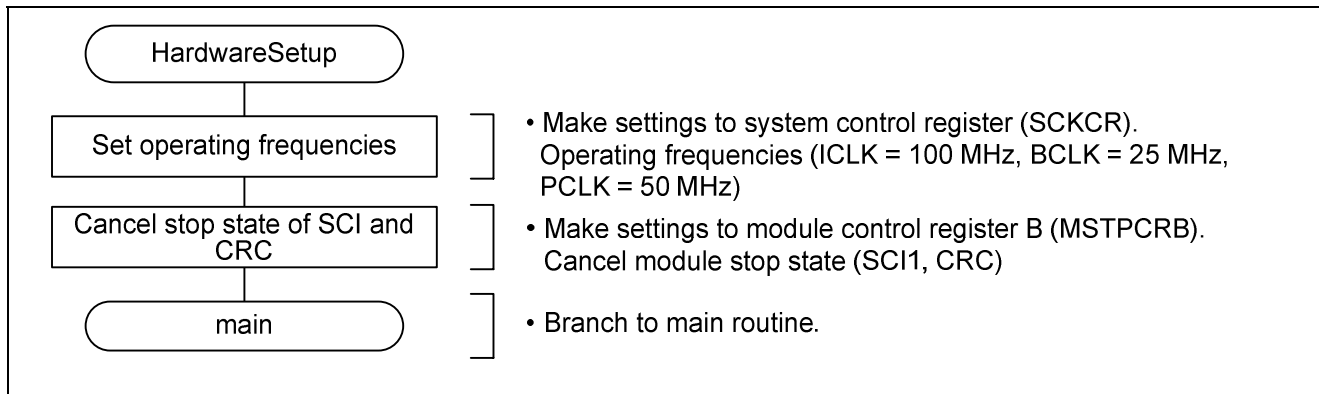 HardwareSetup
Set operating frequencies
• Make settings to system control register (SCKCR).
Operating frequencies (ICLK = 100 MHz, BCLK = 25 MHz,
PCLK = 50 MHz)
Cancel stop state of SCI and
CRC
• Make settings to module control register B (MSTPCRB).
Cancel module stop state (SCI1, CRC)
main
• Branch to main routine.